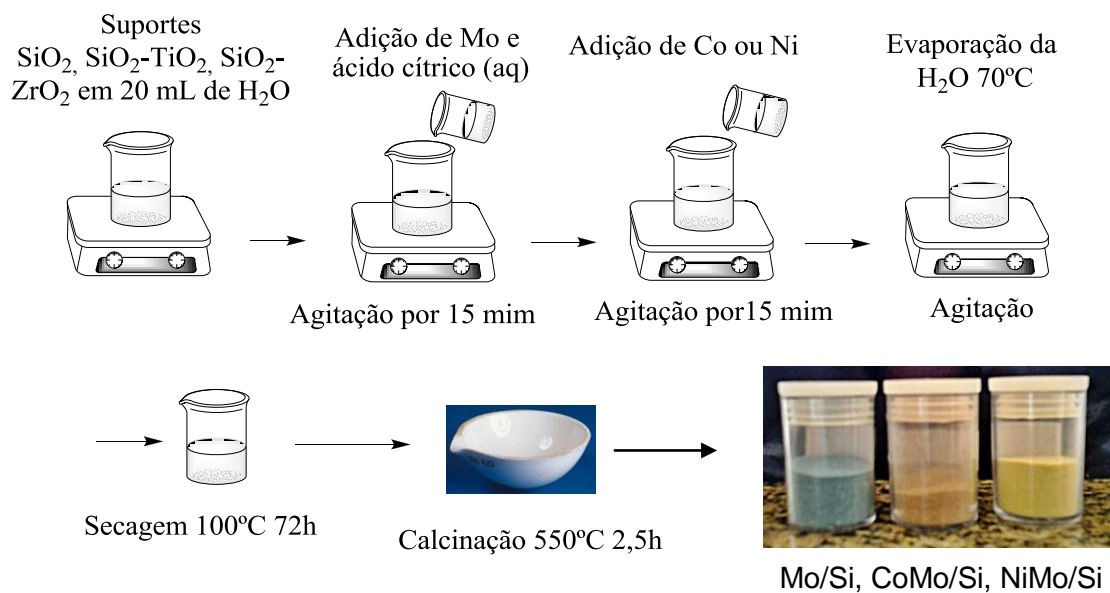 Suportes
SiO2, SiO2-TiO2, SiO2-
ZrO2 em 20 mL de H2O
Adição de Mo e
ácido cítrico (aq)
Adição de Co ou Ni
Evaporação da
H2O 70ºC
Agitação por 15 mim
Agitação por15 mim
Agitação
Secagem 100ºC 72h
Calcinação 550ºC 2,5h
Mo/Si, CoMo/Si, NiMo/Si